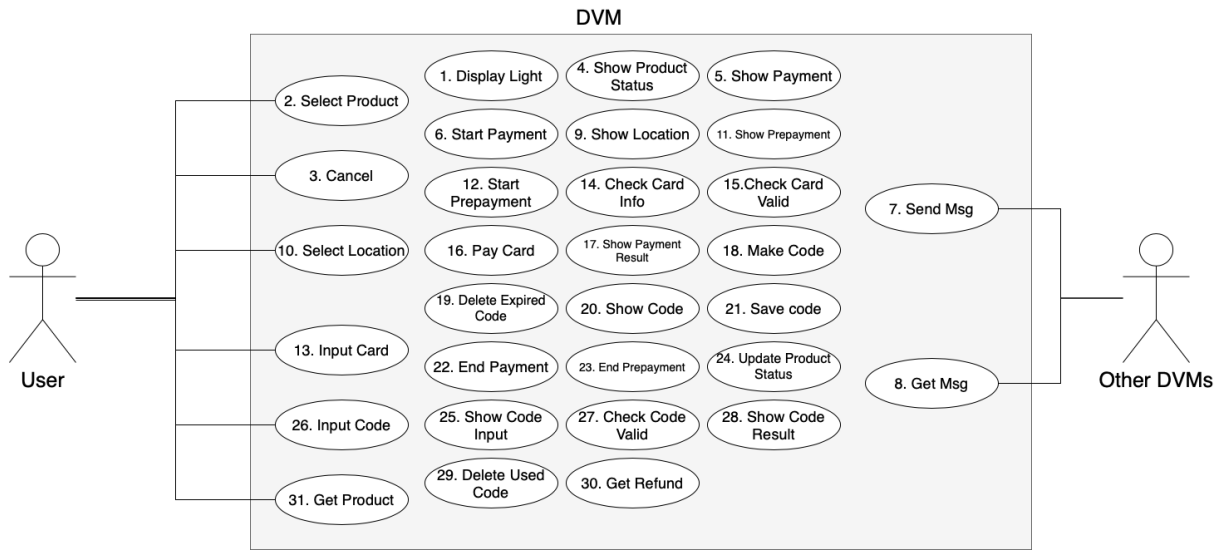 DVM
1. Display Light
4. Show Product
Status
5. Show Payment
2. Select Product
6. Start Payment
9. Show Location
11. Show Prepayment
3. Cancel
12. Start
Prepayment
14. Check Card
Info
15.Check Card
Valid
7. Send Msg
10. Select Location
16. Pay Card
17. Show Payment
Result
18. Make Code
19. Delete Expired
Code
20. Show Code
21. Save code
13. Input Card
22. End Payment
23. End Prepayment
24. Update Product
Status
8. Get Msg
User
Other DVMs
26. Input Code
25. Show Code
Input
27. Check Code
Valid
28. Show Code
Result
31. Get Product
29. Delete Used
Code
30. Get Refund